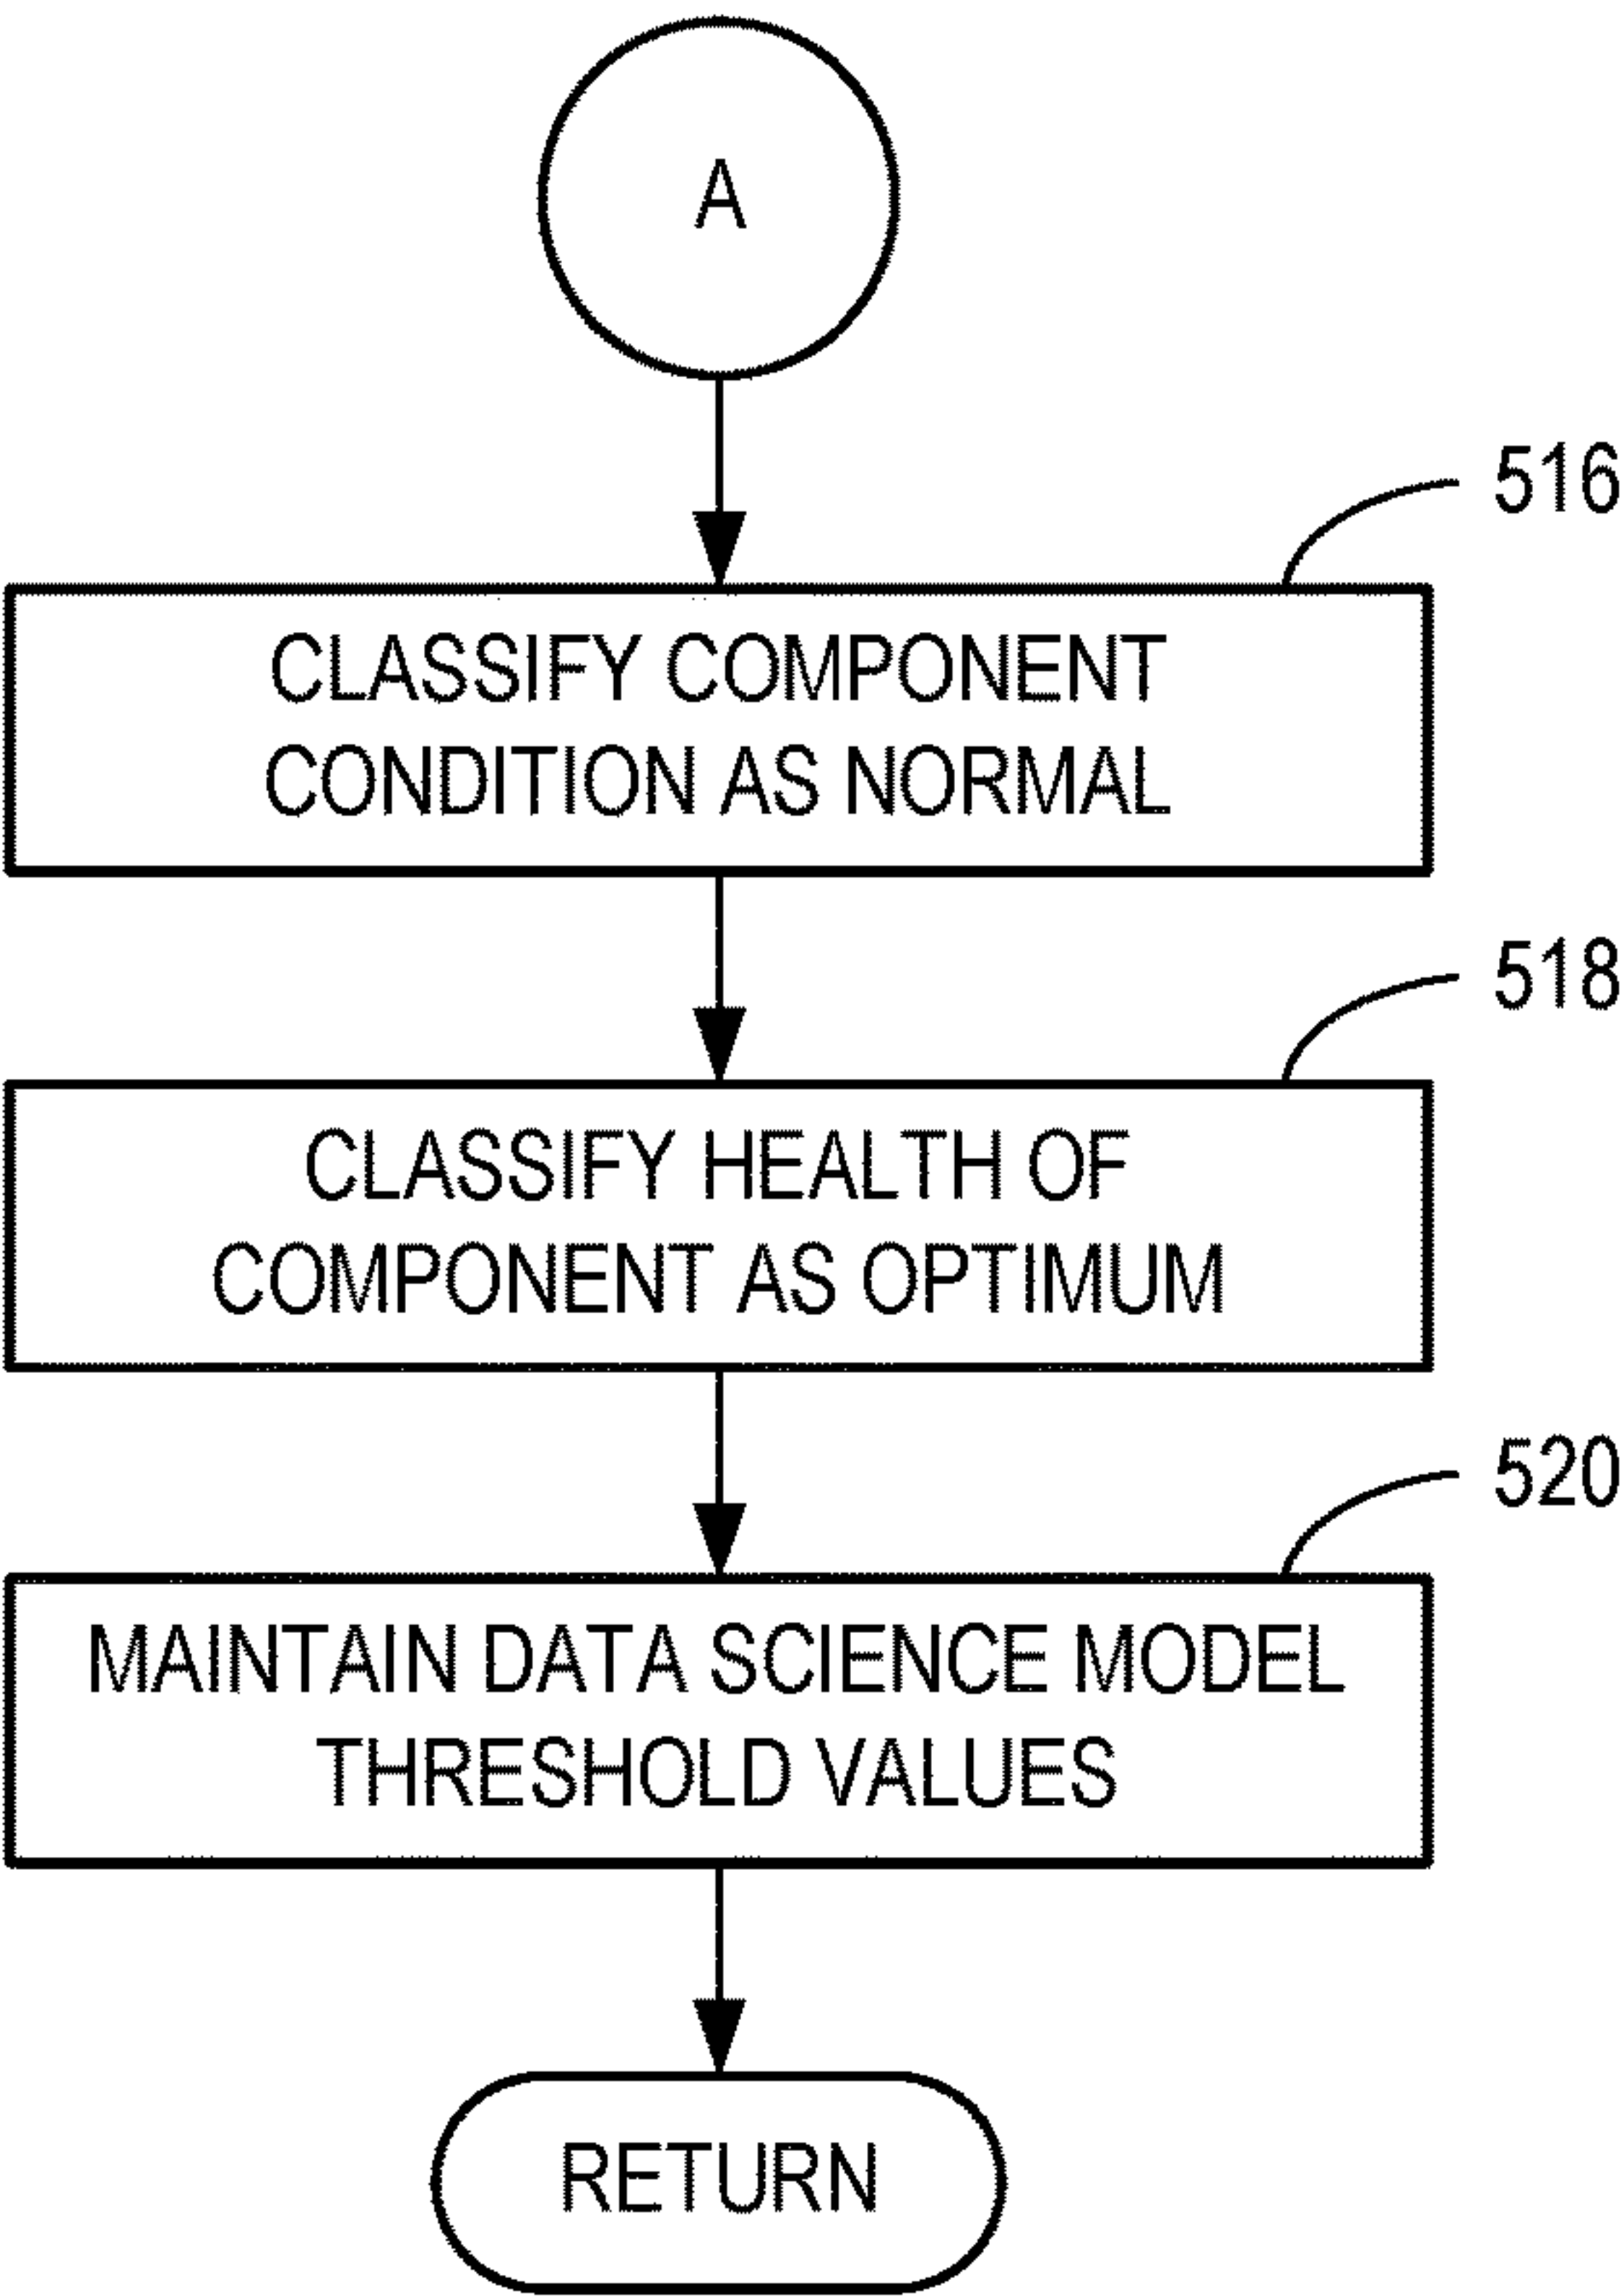 A
516
CLASSIFY COMPONENT
CONDITION AS NORMAL
518
CLASSIFY HEALTH OF
COMPONENT AS OPTIMUM
520
MAINTAIN DATA SCIENCE MODEL
THRESHOLD VALUES
RETURN